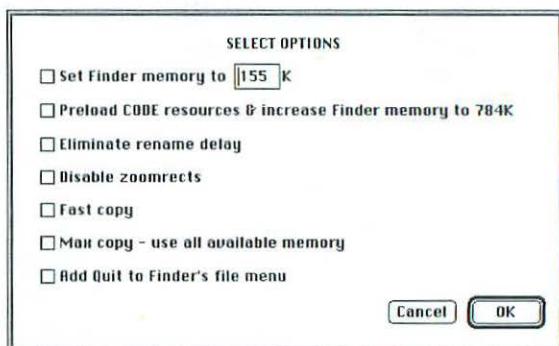 SELECT OPTIONS
Set Finder memory to 155 K
Preload CODE resources & increase Finder memory to 784K
Eliminate rename delay
Disable zoomrects
Fast copy
Max copy - use all available memory
Add Quit to Finder's file menu
Cancel OK